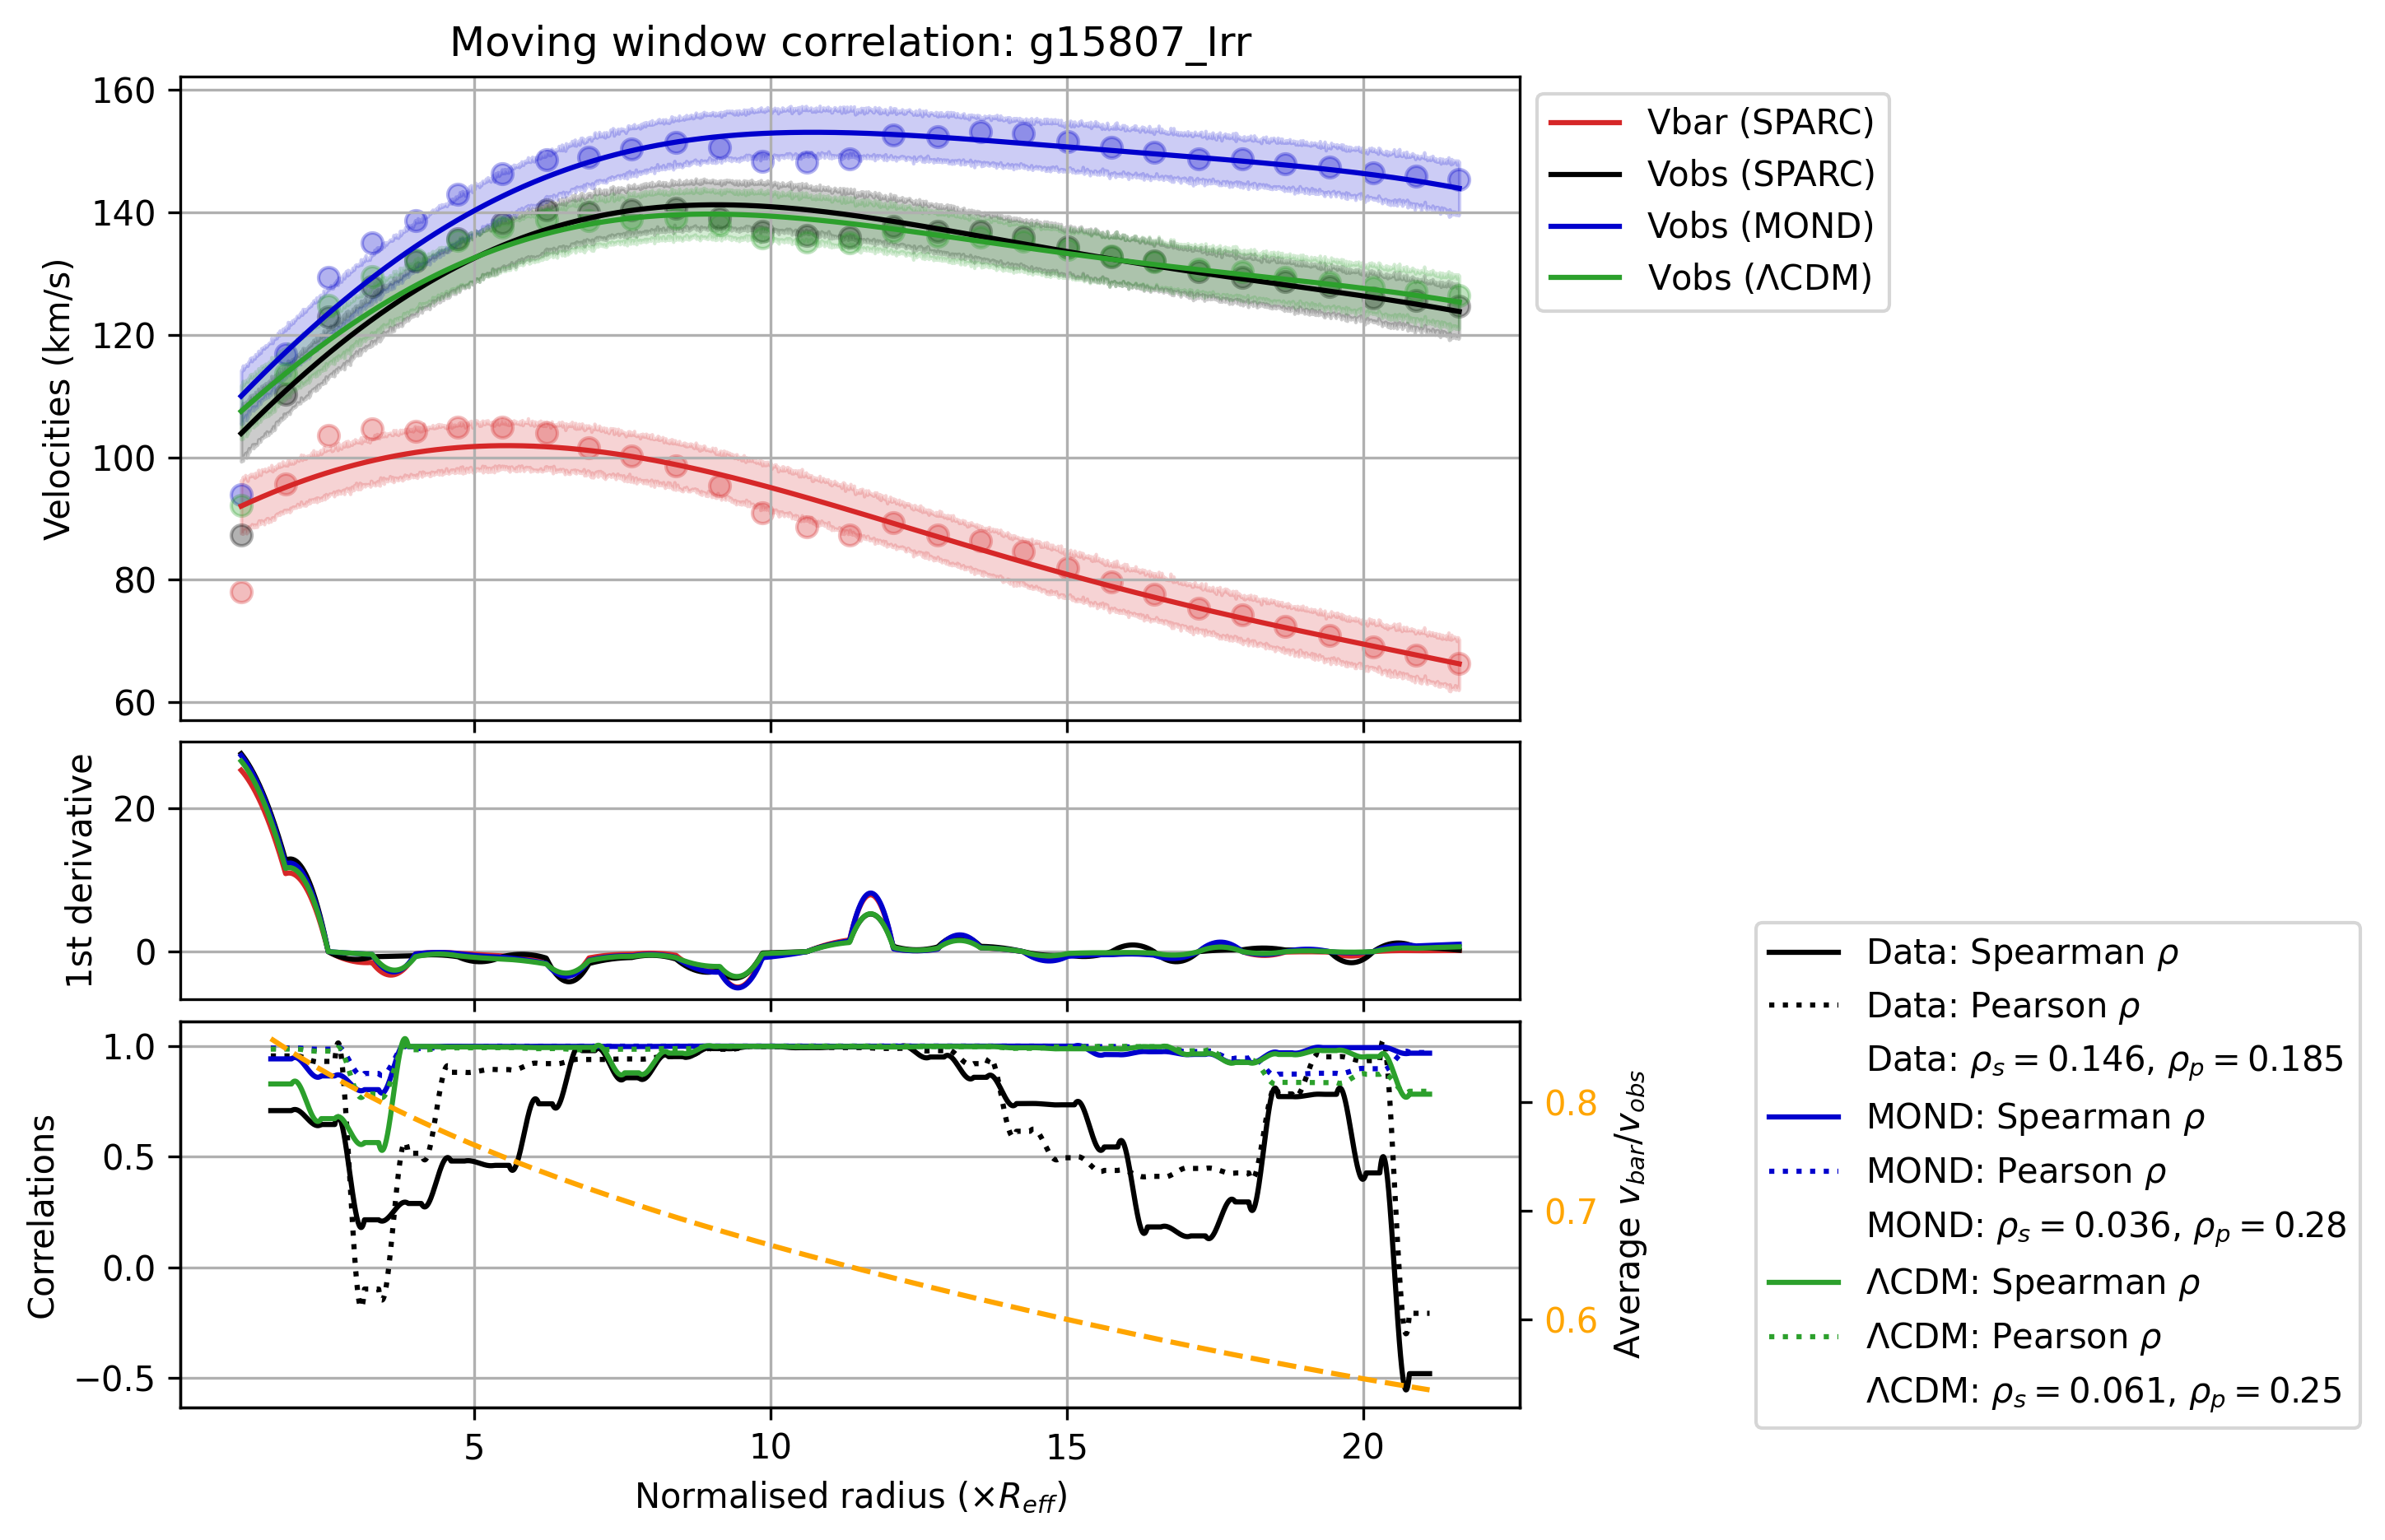 Moving window correlation: g15807_Irr
160
140
120
100
80
60
Velocities (km/s)
Vbar (SPARC)
Vobs (SPARC)
Vobs (MOND)
Vobs (ΛCDM)
20
0
1st derivative
1.0
0.5
0.0
−0.5
Correlations
0.8
0.7
0.6
Average v_bar/v_obs
5
10
15
20
Normalised radius (×R_eff)
Data: Spearman ρ
Data: Pearson ρ
Data: ρ_s = 0.146, ρ_p = 0.185
MOND: Spearman ρ
MOND: Pearson ρ
MOND: ρ_s = 0.036, ρ_p = 0.28
ΛCDM: Spearman ρ
ΛCDM: Pearson ρ
ΛCDM: ρ_s = 0.061, ρ_p = 0.25